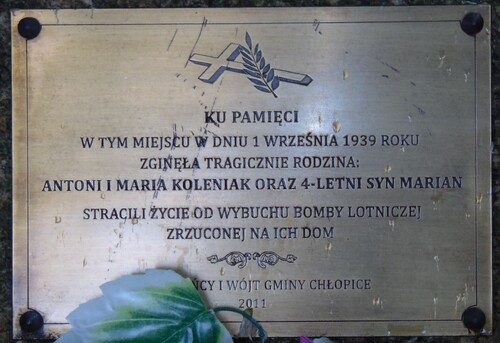 KU PAMIĘCI
W TYM MIEJSCU W DNIU 1 WRZEŚNIA 1939 ROKU
ZGINĘŁA TRAGICZNIE RODZINA:
ANTONI I MARIA KOLENIAK ORAZ 4-LETNI SYN MARIAN
STRACILI ŻYCIE OD WYBUCHU BOMBY LOTNICZEJ
ZRZUCONEJ NA ICH DOM
I WÓJT GMINY CHŁOPICE
2011